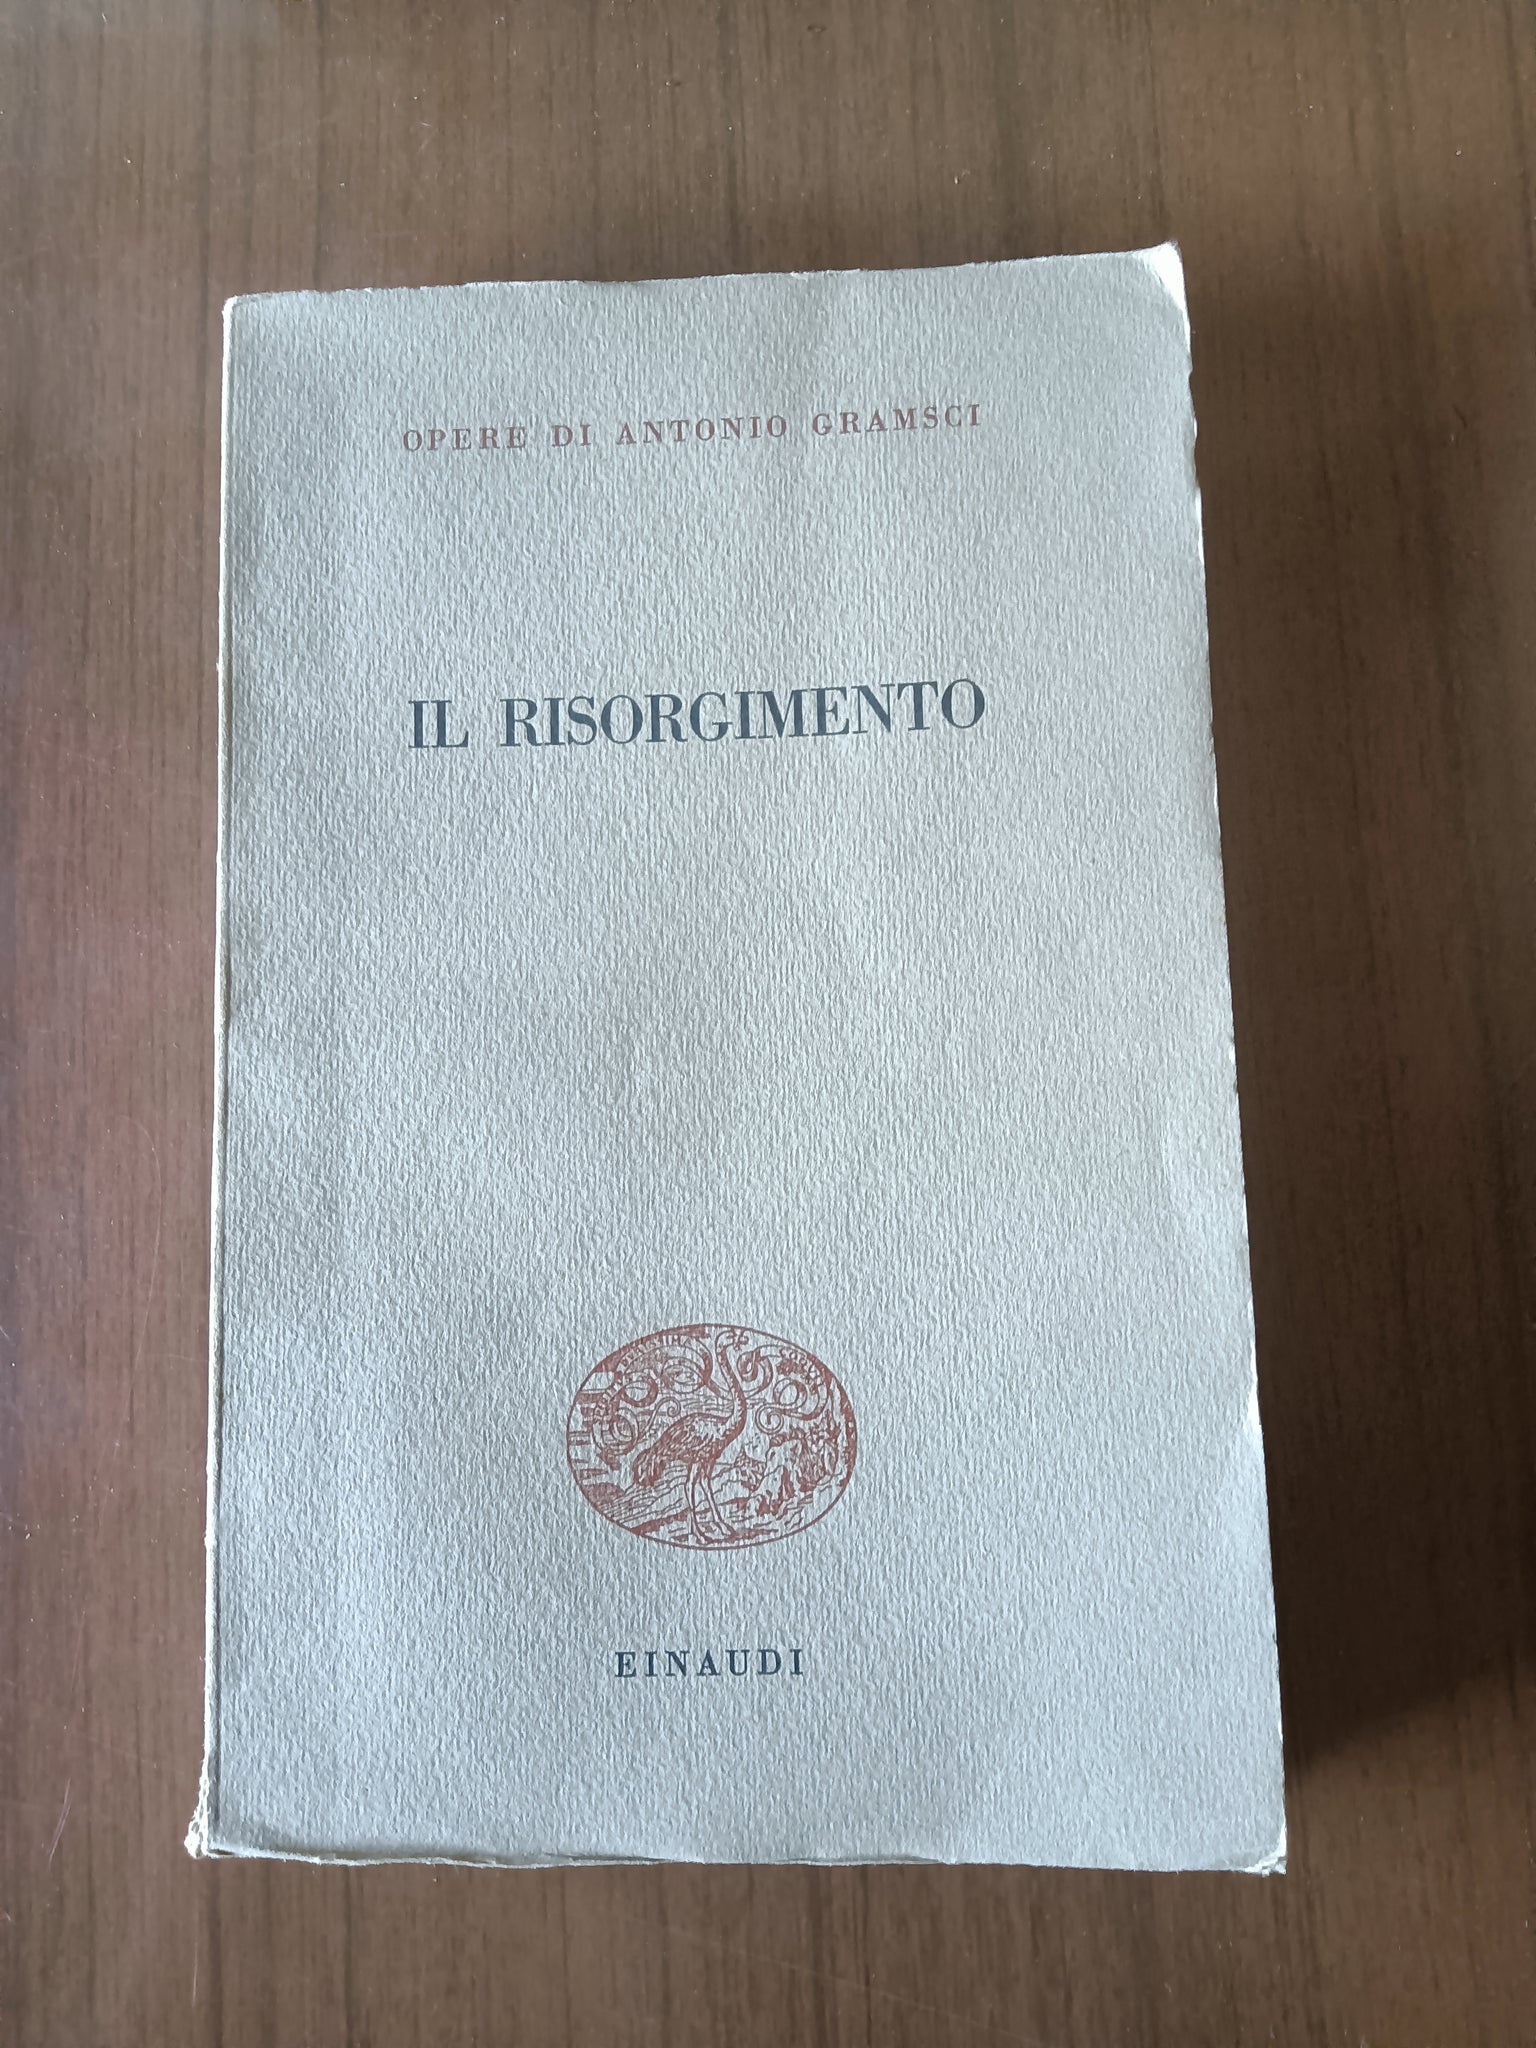 OPERE DI ANTONIO GRAMSCI
IL RISORGIMENTO
EINAUDI